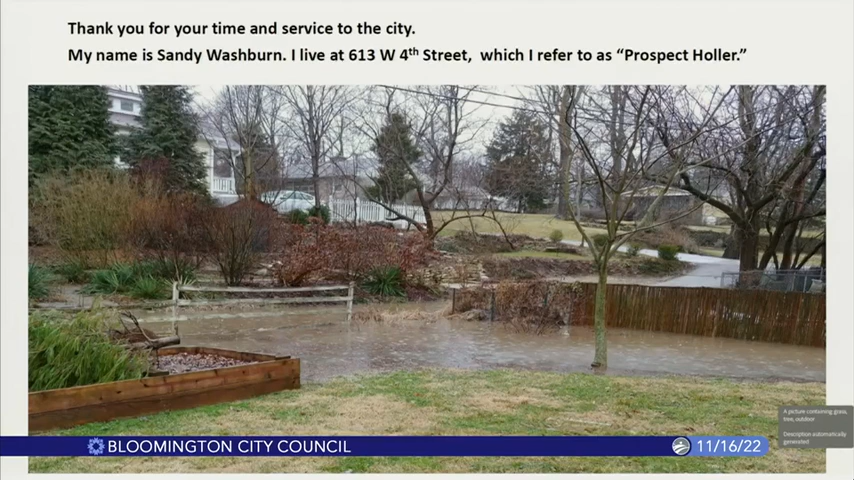 Thank you for your time and service to the city.
My name is Sandy Washburn. I live at 613 W 4th Street, which I refer to as “Prospect Holler.”
A picture containing grass,
tree, outdoor
Description automatically
generated
BLOOMINGTON CITY COUNCIL
11/16/22